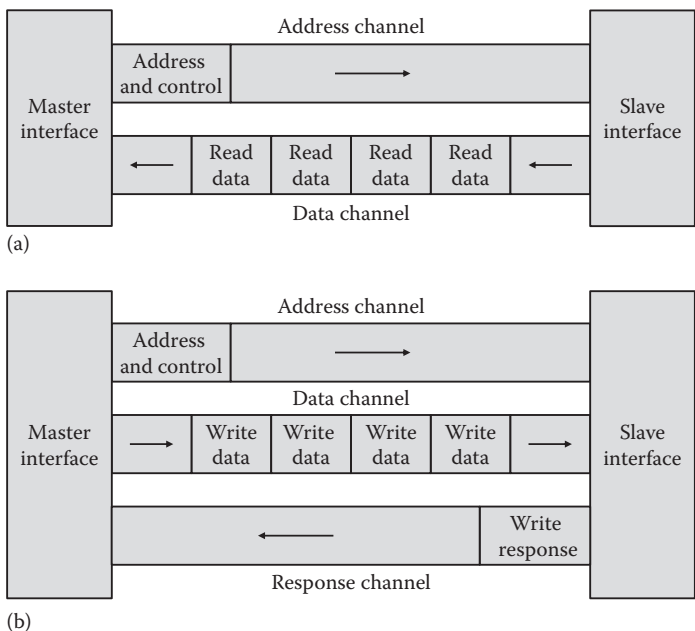 Address channel
Address
and control
Master
interface
Slave
interface
Read
data
Read
data
Read
data
Read
data
Data channel
(a)
Address channel
Address
and control
Data channel
Master
interface
Write
data
Write
data
Write
data
Write
data
Slave
interface
Write
response
Response channel
(b)